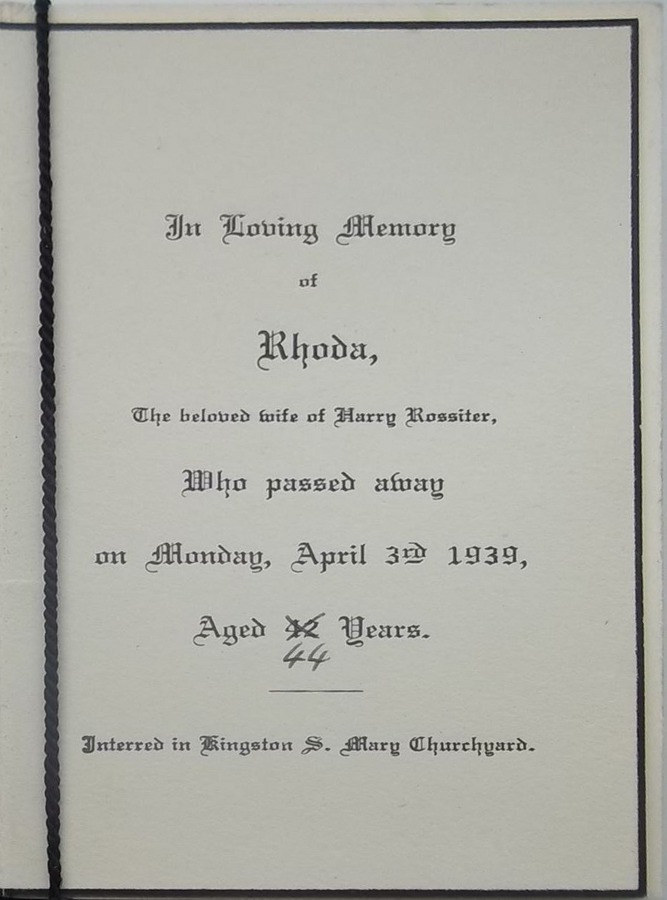 In Loving Memory
of
Rhoda,
The beloved wife of Harry Rossiter,
Who passed away
on Monday, April 3rd 1939,
Aged 42 Years.
44
Interred in Kingston S. Mary Churchyard.